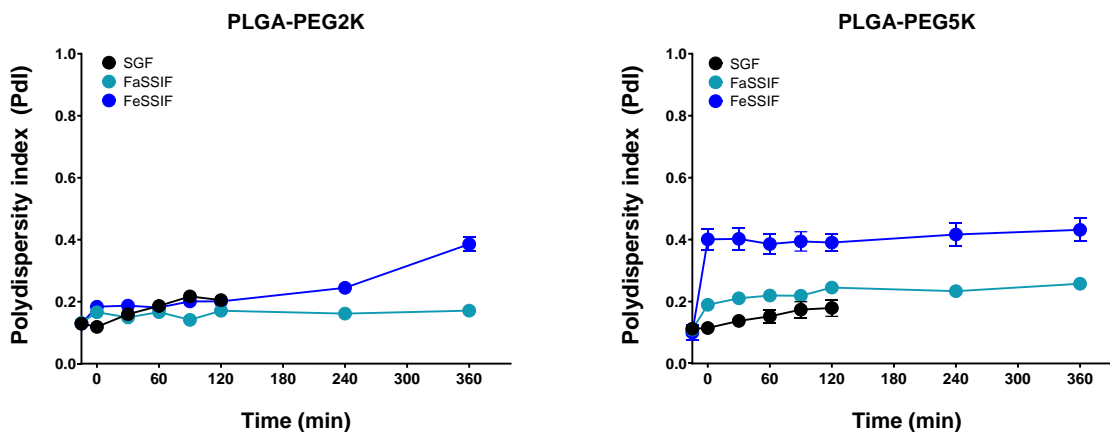 PLGA-PEG2K
Polydispersity index (PdI)
1.0
0.8
0.6
0.4
0.2
0.0
SGF
FaSSIF
FeSSIF
0 60 120 180 240 300 360
Time (min)
PLGA-PEG5K
Polydispersity index (PdI)
1.0
0.8
0.6
0.4
0.2
0.0
SGF
FaSSIF
FeSSIF
0 60 120 180 240 300 360
Time (min)